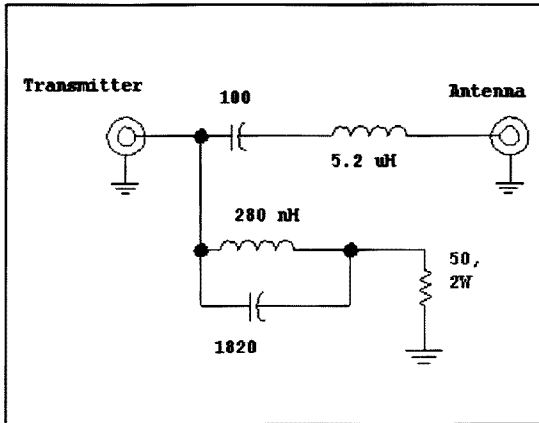 Transmitter
100
Antenna
5.2 uH
280 nH
50,
2W
1820